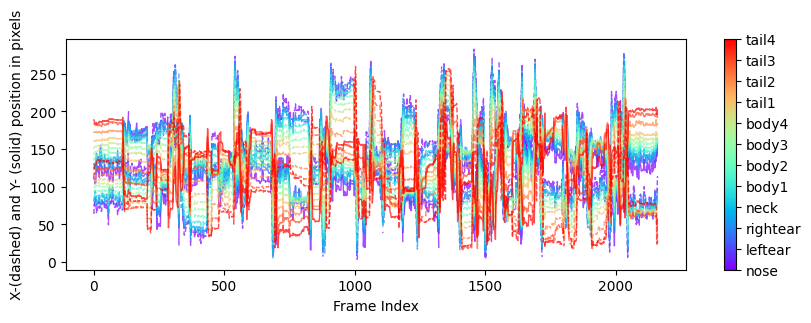 X-(dashed) and Y- (solid) position in pixels
250
200
150
100
50
0
0
500
1000
1500
2000
Frame Index
tail4
tail3
tail2
tail1
body4
body3
body2
body1
neck
rightear
leftear
nose